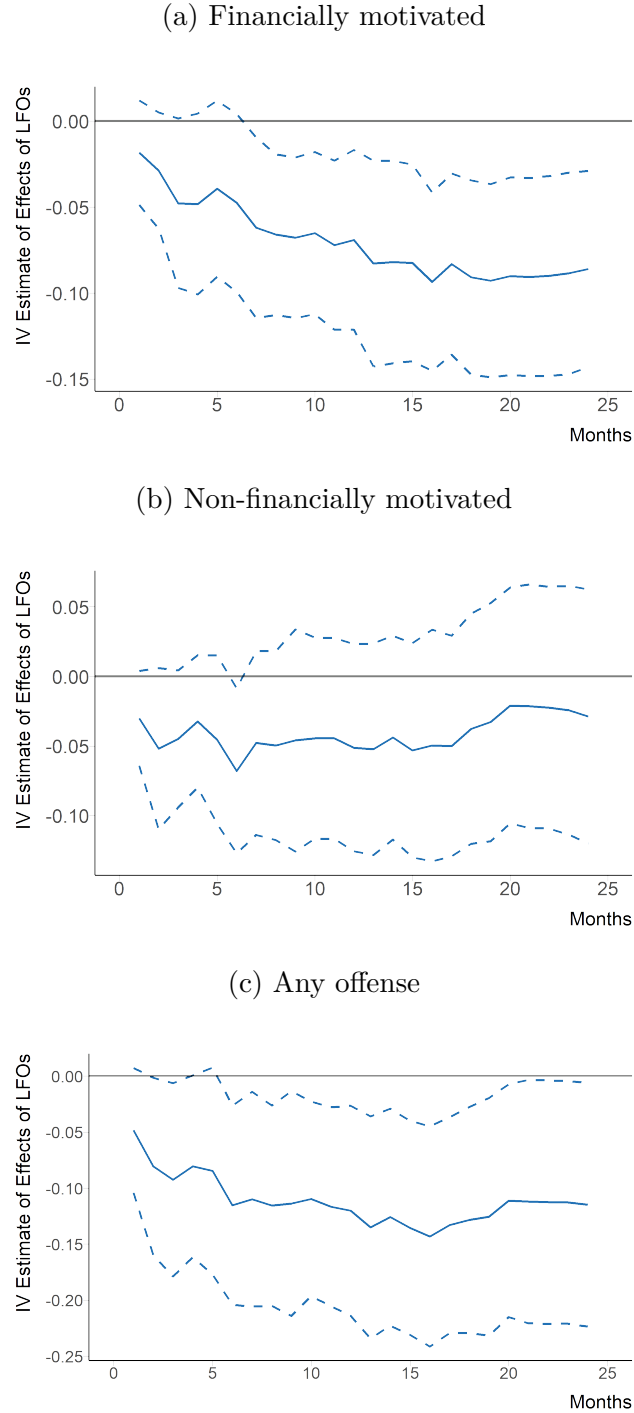 (a) Financially motivated
IV Estimate of Effects of LFOs
0.00
-0.05
-0.10
-0.15
0 5 10 15 20 25
Months
(b) Non-financially motivated
IV Estimate of Effects of LFOs
0.05
0.00
-0.05
-0.10
0 5 10 15 20 25
Months
(c) Any offense
IV Estimate of Effects of LFOs
0.00
-0.05
-0.10
-0.15
-0.20
-0.25
0 5 10 15 20 25
Months